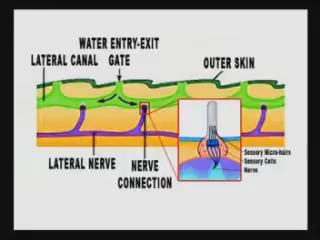 WATER ENTRY-EXIT
GATE
LATERAL CANAL
OUTER SKIN
LATERAL NERVE
NERVE
CONNECTION
Sensory Micro-hairs
Sensory Cells
Nerve